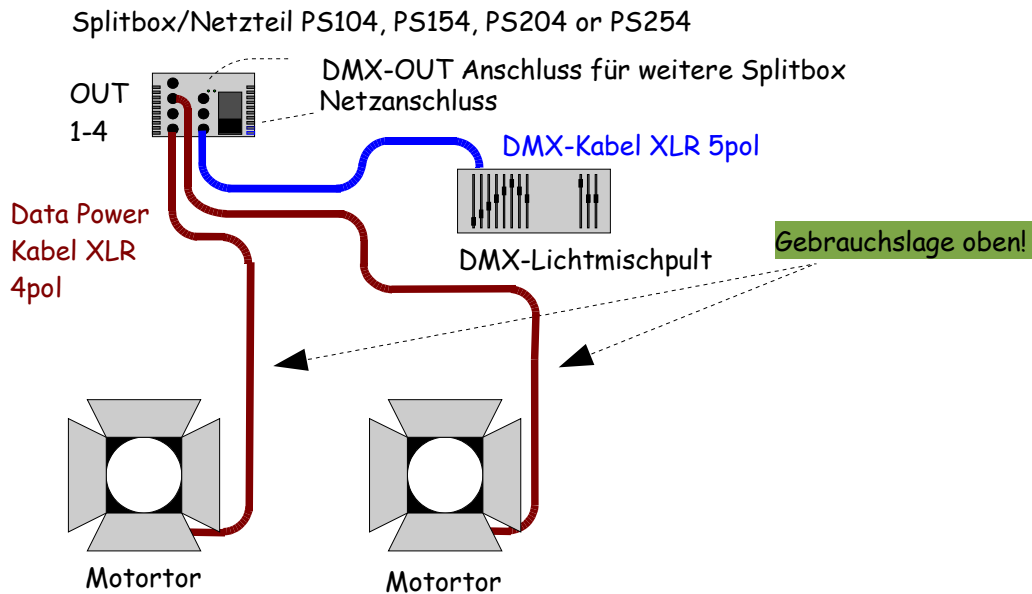 Splitbox/Netzteil PS104, PS154, PS204 or PS254
DMX-OUT Anschluss für weitere Splitbox
Netzanschluss
OUT
1-4
DMX-Kabel XLR 5pol
Data Power
Kabel XLR
4pol
DMX-Lichtmischpult
Gebrauchslage oben!
Motortor
Motortor